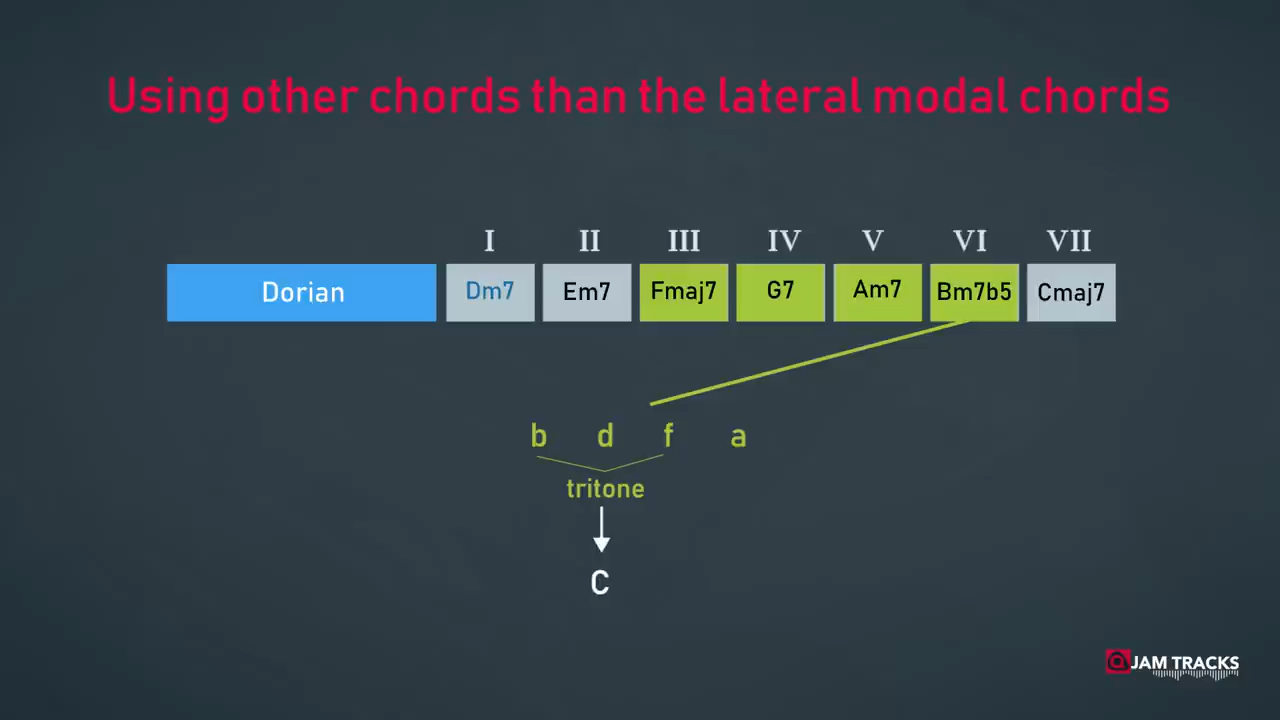 Using other chords than the lateral modal chords
I II III IV V VI VII
Dorian Dm7 Em7 Fmaj7 G7 Am7 Bm7b5 Cmaj7
b d f a
tritone
C
@JAM TRACKS